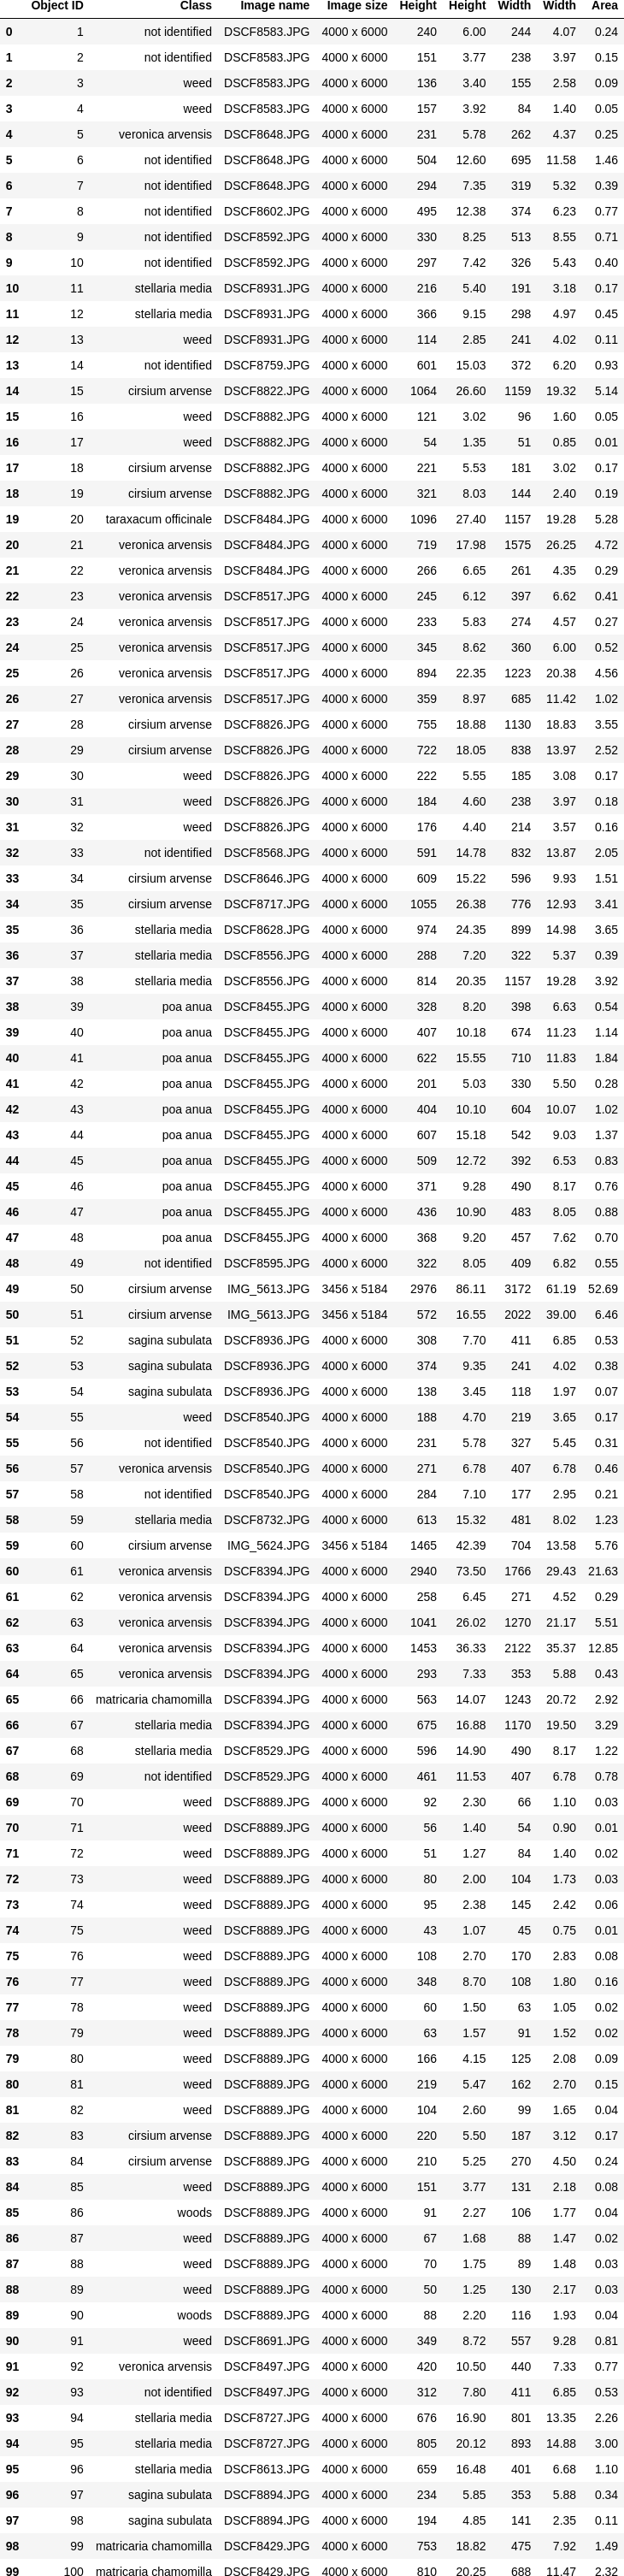 Object ID Class Image name Image size Height Height Width Width Area
0 1 not identified DSCF8583.JPG 4000 x 6000 240 6.00 244 4.07 0.24
1 2 not identified DSCF8583.JPG 4000 x 6000 151 3.77 238 3.97 0.15
2 3 weed DSCF8583.JPG 4000 x 6000 136 3.40 155 2.58 0.09
3 4 weed DSCF8583.JPG 4000 x 6000 157 3.92 84 1.40 0.05
4 5 veronica arvensis DSCF8648.JPG 4000 x 6000 231 5.78 262 4.37 0.25
5 6 not identified DSCF8648.JPG 4000 x 6000 504 12.60 695 11.58 1.46
6 7 not identified DSCF8648.JPG 4000 x 6000 294 7.35 319 5.32 0.39
7 8 not identified DSCF8602.JPG 4000 x 6000 495 12.38 374 6.23 0.77
8 9 not identified DSCF8592.JPG 4000 x 6000 330 8.25 513 8.55 0.71
9 10 not identified DSCF8592.JPG 4000 x 6000 297 7.42 326 5.43 0.40
10 11 stellaria media DSCF8931.JPG 4000 x 6000 216 5.40 191 3.18 0.17
11 12 stellaria media DSCF8931.JPG 4000 x 6000 366 9.15 298 4.97 0.45
12 13 weed DSCF8931.JPG 4000 x 6000 114 2.85 241 4.02 0.11
13 14 not identified DSCF8759.JPG 4000 x 6000 601 15.03 372 6.20 0.93
14 15 cirsium arvense DSCF8822.JPG 4000 x 6000 1064 26.60 1159 19.32 5.14
15 16 weed DSCF8882.JPG 4000 x 6000 121 3.02 96 1.60 0.05
16 17 weed DSCF8882.JPG 4000 x 6000 54 1.35 51 0.85 0.01
17 18 cirsium arvense DSCF8882.JPG 4000 x 6000 221 5.53 181 3.02 0.17
18 19 cirsium arvense DSCF8882.JPG 4000 x 6000 321 8.03 144 2.40 0.19
19 20 taraxacum officinale DSCF8484.JPG 4000 x 6000 1096 27.40 1157 19.28 5.28
20 21 veronica arvensis DSCF8484.JPG 4000 x 6000 719 17.98 1575 26.25 4.72
21 22 veronica arvensis DSCF8484.JPG 4000 x 6000 266 6.65 261 4.35 0.29
22 23 veronica arvensis DSCF8517.JPG 4000 x 6000 245 6.12 397 6.62 0.41
23 24 veronica arvensis DSCF8517.JPG 4000 x 6000 233 5.83 274 4.57 0.27
24 25 veronica arvensis DSCF8517.JPG 4000 x 6000 345 8.62 360 6.00 0.52
25 26 veronica arvensis DSCF8517.JPG 4000 x 6000 894 22.35 1223 20.38 4.56
26 27 veronica arvensis DSCF8517.JPG 4000 x 6000 359 8.97 685 11.42 1.02
27 28 cirsium arvense DSCF8826.JPG 4000 x 6000 755 18.88 1130 18.83 3.55
28 29 cirsium arvense DSCF8826.JPG 4000 x 6000 722 18.05 838 13.97 2.52
29 30 weed DSCF8826.JPG 4000 x 6000 222 5.55 185 3.08 0.17
30 31 weed DSCF8826.JPG 4000 x 6000 184 4.60 238 3.97 0.18
31 32 weed DSCF8826.JPG 4000 x 6000 176 4.40 214 3.57 0.16
32 33 not identified DSCF8568.JPG 4000 x 6000 591 14.78 832 13.87 2.05
33 34 cirsium arvense DSCF8646.JPG 4000 x 6000 609 15.22 596 9.93 1.51
34 35 cirsium arvense DSCF8717.JPG 4000 x 6000 1055 26.38 776 12.93 3.41
35 36 stellaria media DSCF8628.JPG 4000 x 6000 974 24.35 899 14.98 3.65
36 37 stellaria media DSCF8556.JPG 4000 x 6000 288 7.20 322 5.37 0.39
37 38 stellaria media DSCF8556.JPG 4000 x 6000 814 20.35 1157 19.28 3.92
38 39 poa anua DSCF8455.JPG 4000 x 6000 328 8.20 398 6.63 0.54
39 40 poa anua DSCF8455.JPG 4000 x 6000 407 10.18 674 11.23 1.14
40 41 poa anua DSCF8455.JPG 4000 x 6000 622 15.55 710 11.83 1.84
41 42 poa anua DSCF8455.JPG 4000 x 6000 201 5.03 330 5.50 0.28
42 43 poa anua DSCF8455.JPG 4000 x 6000 404 10.10 604 10.07 1.02
43 44 poa anua DSCF8455.JPG 4000 x 6000 607 15.18 542 9.03 1.37
44 45 poa anua DSCF8455.JPG 4000 x 6000 509 12.72 392 6.53 0.83
45 46 poa anua DSCF8455.JPG 4000 x 6000 371 9.28 490 8.17 0.76
46 47 poa anua DSCF8455.JPG 4000 x 6000 436 10.90 483 8.05 0.88
47 48 poa anua DSCF8455.JPG 4000 x 6000 368 9.20 457 7.62 0.70
48 49 not identified DSCF8595.JPG 4000 x 6000 322 8.05 409 6.82 0.55
49 50 cirsium arvense IMG_5613.JPG 3456 x 5184 2976 86.11 3172 61.19 52.69
50 51 cirsium arvense IMG_5613.JPG 3456 x 5184 572 16.55 2022 39.00 6.46
51 52 sagina subulata DSCF8936.JPG 4000 x 6000 308 7.70 411 6.85 0.53
52 53 sagina subulata DSCF8936.JPG 4000 x 6000 374 9.35 241 4.02 0.38
53 54 sagina subulata DSCF8936.JPG 4000 x 6000 138 3.45 118 1.97 0.07
54 55 weed DSCF8540.JPG 4000 x 6000 188 4.70 219 3.65 0.17
55 56 not identified DSCF8540.JPG 4000 x 6000 231 5.78 327 5.45 0.31
56 57 veronica arvensis DSCF8540.JPG 4000 x 6000 271 6.78 407 6.78 0.46
57 58 not identified DSCF8540.JPG 4000 x 6000 284 7.10 177 2.95 0.21
58 59 stellaria media DSCF8732.JPG 4000 x 6000 613 15.32 481 8.02 1.23
59 60 cirsium arvense IMG_5624.JPG 3456 x 5184 1465 42.39 704 13.58 5.76
60 61 veronica arvensis DSCF8394.JPG 4000 x 6000 2940 73.50 1766 29.43 21.63
61 62 veronica arvensis DSCF8394.JPG 4000 x 6000 258 6.45 271 4.52 0.29
62 63 veronica arvensis DSCF8394.JPG 4000 x 6000 1041 26.02 1270 21.17 5.51
63 64 veronica arvensis DSCF8394.JPG 4000 x 6000 1453 36.33 2122 35.37 12.85
64 65 veronica arvensis DSCF8394.JPG 4000 x 6000 293 7.33 353 5.88 0.43
65 66 matricaria chamomilla DSCF8394.JPG 4000 x 6000 563 14.07 1243 20.72 2.92
66 67 stellaria media DSCF8394.JPG 4000 x 6000 675 16.88 1170 19.50 3.29
67 68 stellaria media DSCF8529.JPG 4000 x 6000 596 14.90 490 8.17 1.22
68 69 not identified DSCF8529.JPG 4000 x 6000 461 11.53 407 6.78 0.78
69 70 weed DSCF8889.JPG 4000 x 6000 92 2.30 66 1.10 0.03
70 71 weed DSCF8889.JPG 4000 x 6000 56 1.40 54 0.90 0.01
71 72 weed DSCF8889.JPG 4000 x 6000 51 1.27 84 1.40 0.02
72 73 weed DSCF8889.JPG 4000 x 6000 80 2.00 104 1.73 0.03
73 74 weed DSCF8889.JPG 4000 x 6000 95 2.38 145 2.42 0.06
74 75 weed DSCF8889.JPG 4000 x 6000 43 1.07 45 0.75 0.01
75 76 weed DSCF8889.JPG 4000 x 6000 108 2.70 170 2.83 0.08
76 77 weed DSCF8889.JPG 4000 x 6000 348 8.70 108 1.80 0.16
77 78 weed DSCF8889.JPG 4000 x 6000 60 1.50 63 1.05 0.02
78 79 weed DSCF8889.JPG 4000 x 6000 63 1.57 91 1.52 0.02
79 80 weed DSCF8889.JPG 4000 x 6000 166 4.15 125 2.08 0.09
80 81 weed DSCF8889.JPG 4000 x 6000 219 5.47 162 2.70 0.15
81 82 weed DSCF8889.JPG 4000 x 6000 104 2.60 99 1.65 0.04
82 83 cirsium arvense DSCF8889.JPG 4000 x 6000 220 5.50 187 3.12 0.17
83 84 cirsium arvense DSCF8889.JPG 4000 x 6000 210 5.25 270 4.50 0.24
84 85 weed DSCF8889.JPG 4000 x 6000 151 3.77 131 2.18 0.08
85 86 woods DSCF8889.JPG 4000 x 6000 91 2.27 106 1.77 0.04
86 87 weed DSCF8889.JPG 4000 x 6000 67 1.68 88 1.47 0.02
87 88 weed DSCF8889.JPG 4000 x 6000 70 1.75 89 1.48 0.03
88 89 weed DSCF8889.JPG 4000 x 6000 50 1.25 130 2.17 0.03
89 90 woods DSCF8889.JPG 4000 x 6000 88 2.20 116 1.93 0.04
90 91 weed DSCF8691.JPG 4000 x 6000 349 8.72 557 9.28 0.81
91 92 veronica arvensis DSCF8497.JPG 4000 x 6000 420 10.50 440 7.33 0.77
92 93 not identified DSCF8497.JPG 4000 x 6000 312 7.80 411 6.85 0.53
93 94 stellaria media DSCF8727.JPG 4000 x 6000 676 16.90 801 13.35 2.26
94 95 stellaria media DSCF8727.JPG 4000 x 6000 805 20.12 893 14.88 3.00
95 96 stellaria media DSCF8613.JPG 4000 x 6000 659 16.48 401 6.68 1.10
96 97 sagina subulata DSCF8894.JPG 4000 x 6000 234 5.85 353 5.88 0.34
97 98 sagina subulata DSCF8894.JPG 4000 x 6000 194 4.85 141 2.35 0.11
98 99 matricaria chamomilla DSCF8429.JPG 4000 x 6000 753 18.82 475 7.92 1.49
99 100 matricaria chamomilla DSCF8429.JPG 4000 x 6000 810 20.25 688 11.47 2.32